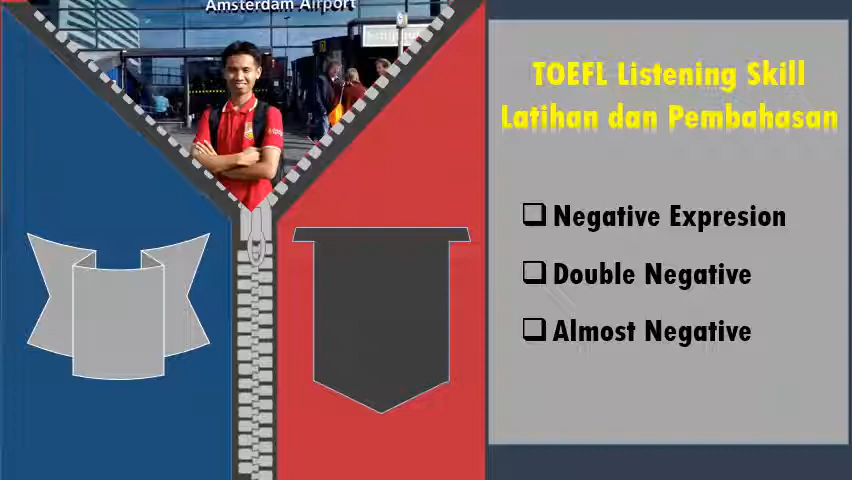 Amsterdam Airport
TOEFL Listening Skill
Latihan dan Pembahasan
Negative Expresion
Double Negative
Almost Negative